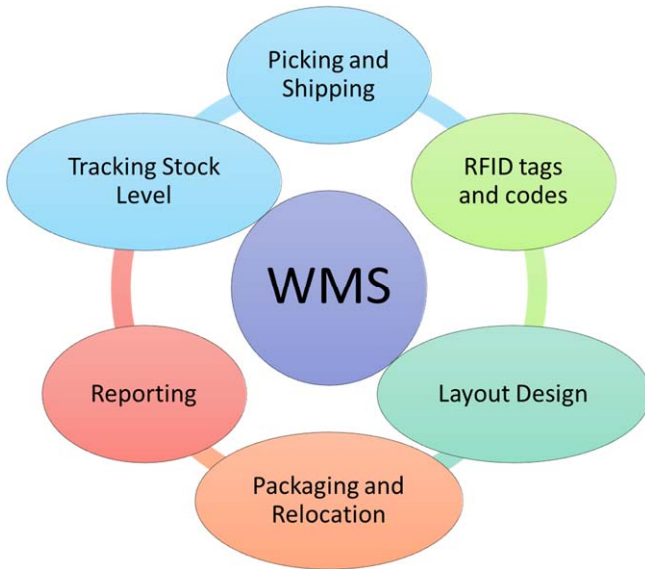 Picking and
Shipping
Tracking Stock
Level
RFID tags
and codes
WMS
Reporting
Layout Design
Packaging and
Relocation